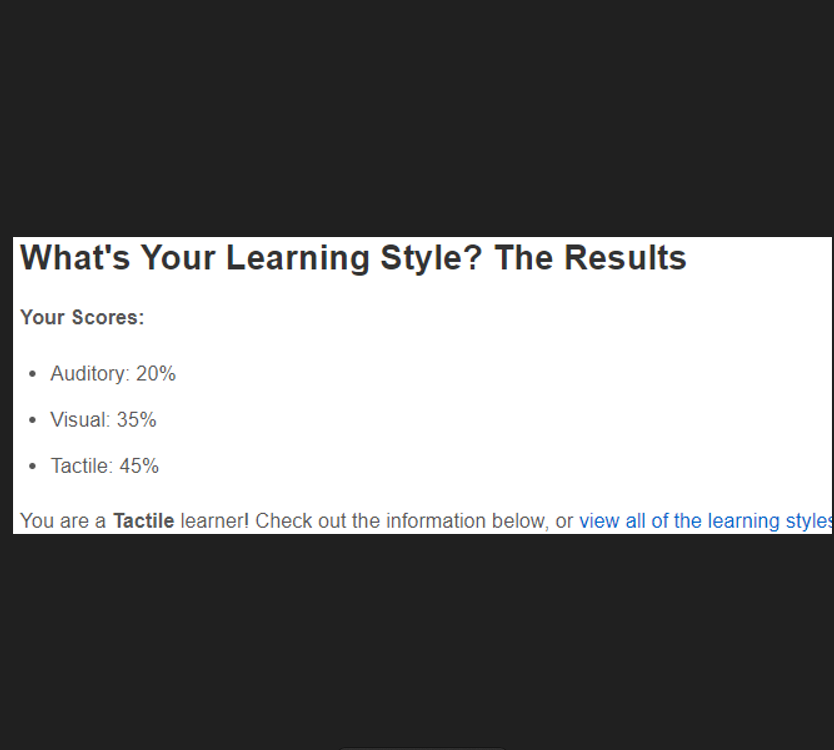 What's Your Learning Style? The Results
Your Scores:
• Auditory: 20%
• Visual: 35%
• Tactile: 45%
You are a Tactile learner! Check out the information below, or view all of the learning styles